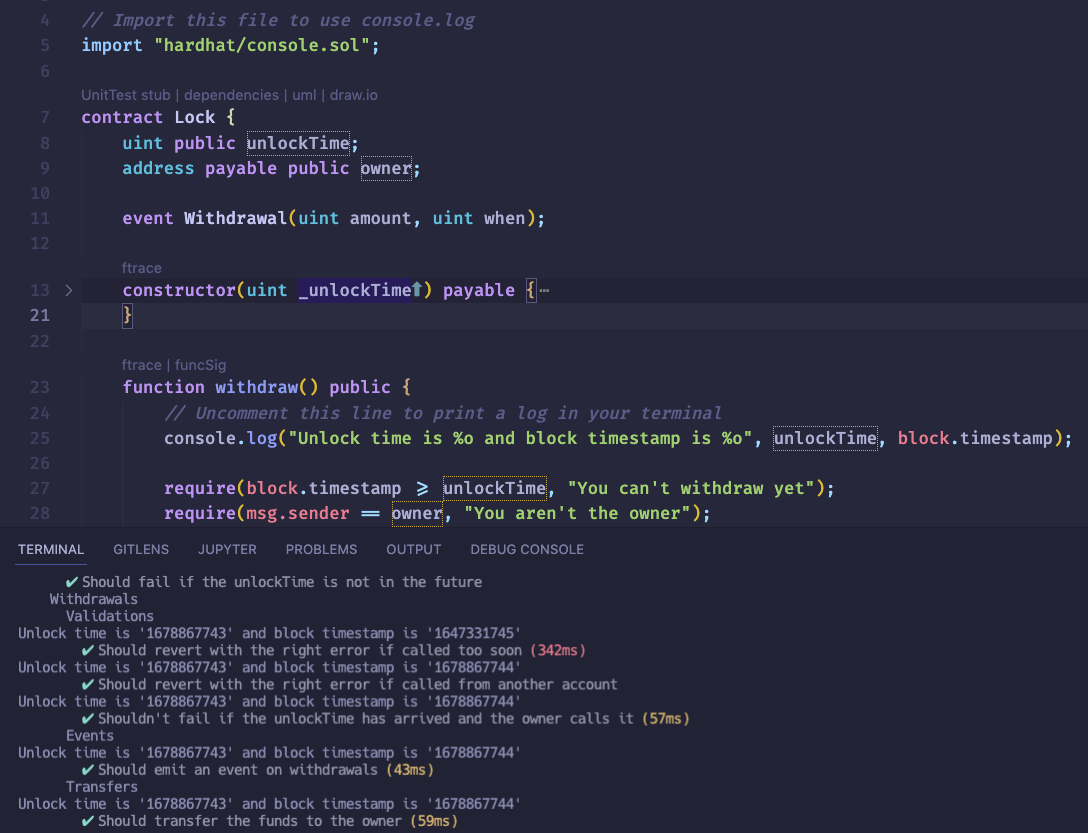 4 // Import this file to use console.log
5 import "hardhat/console.sol";
6
UnitTest stub | dependencies | uml | draw.io
7 contract Lock {
8 uint public unlockTime;
9 address payable public owner;
10
11 event Withdrawal(uint amount, uint when);
12
ftrace
13 > constructor(uint _unlockTime⬆) payable {⋯
21 }
22
ftrace | funcSig
23 function withdraw() public {
24 // Uncomment this line to print a log in your terminal
25 console.log("Unlock time is %o and block timestamp is %o", unlockTime, block.timestamp);
26
27 require(block.timestamp >= unlockTime, "You can't withdraw yet");
28 require(msg.sender == owner, "You aren't the owner");
TERMINAL GITLENS JUPYTER PROBLEMS OUTPUT DEBUG CONSOLE
✔ Should fail if the unlockTime is not in the future
Withdrawals
Validations
Unlock time is '1678867743' and block timestamp is '1647331745'
✔ Should revert with the right error if called too soon (342ms)
Unlock time is '1678867743' and block timestamp is '1678867744'
✔ Should revert with the right error if called from another account
Unlock time is '1678867743' and block timestamp is '1678867744'
✔ Shouldn't fail if the unlockTime has arrived and the owner calls it (57ms)
Events
Unlock time is '1678867743' and block timestamp is '1678867744'
✔ Should emit an event on withdrawals (43ms)
Transfers
Unlock time is '1678867743' and block timestamp is '1678867744'
✔ Should transfer the funds to the owner (59ms)